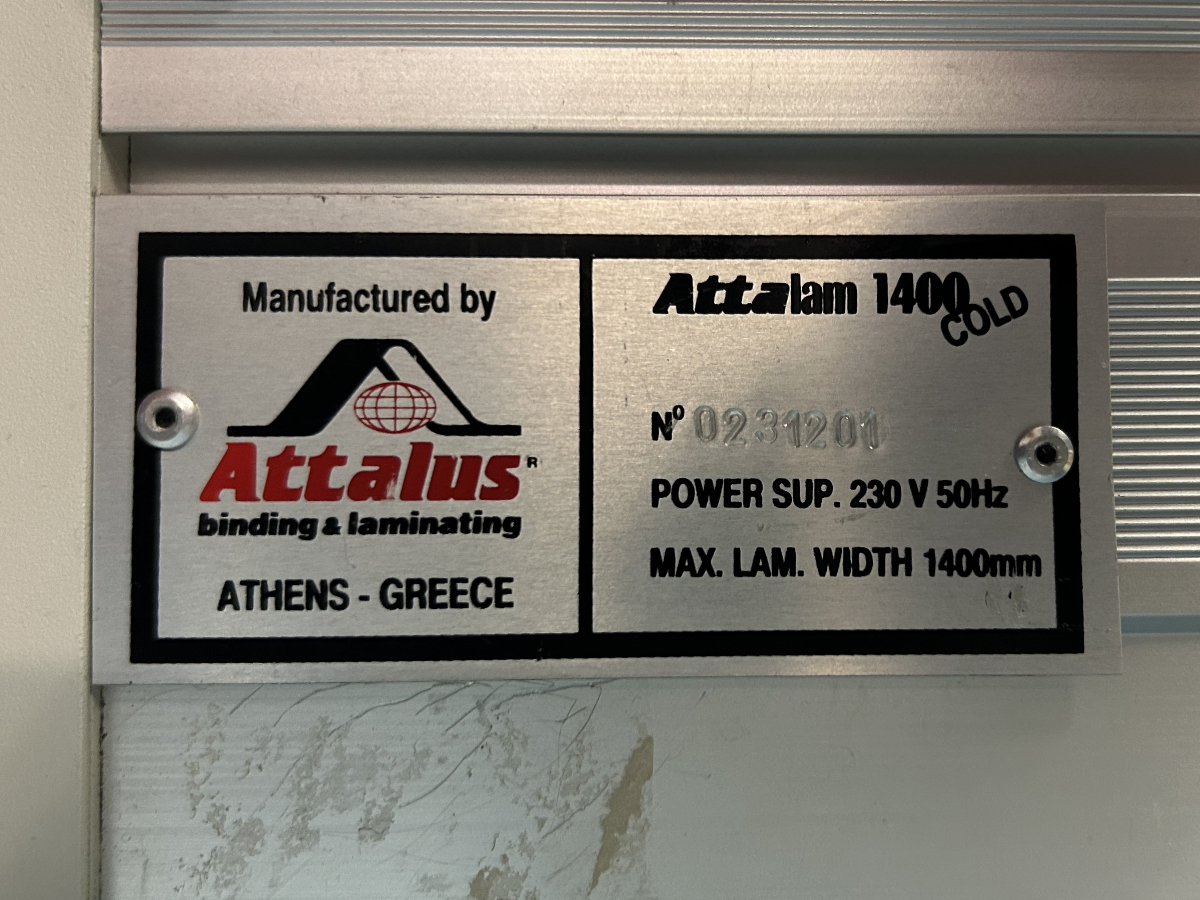 Manufactured by
Attalus R
binding & laminating
ATHENS - GREECE
Attalam 1400
COLD
Nº 0231201
POWER SUP. 230 V 50Hz
MAX. LAM. WIDTH 1400mm